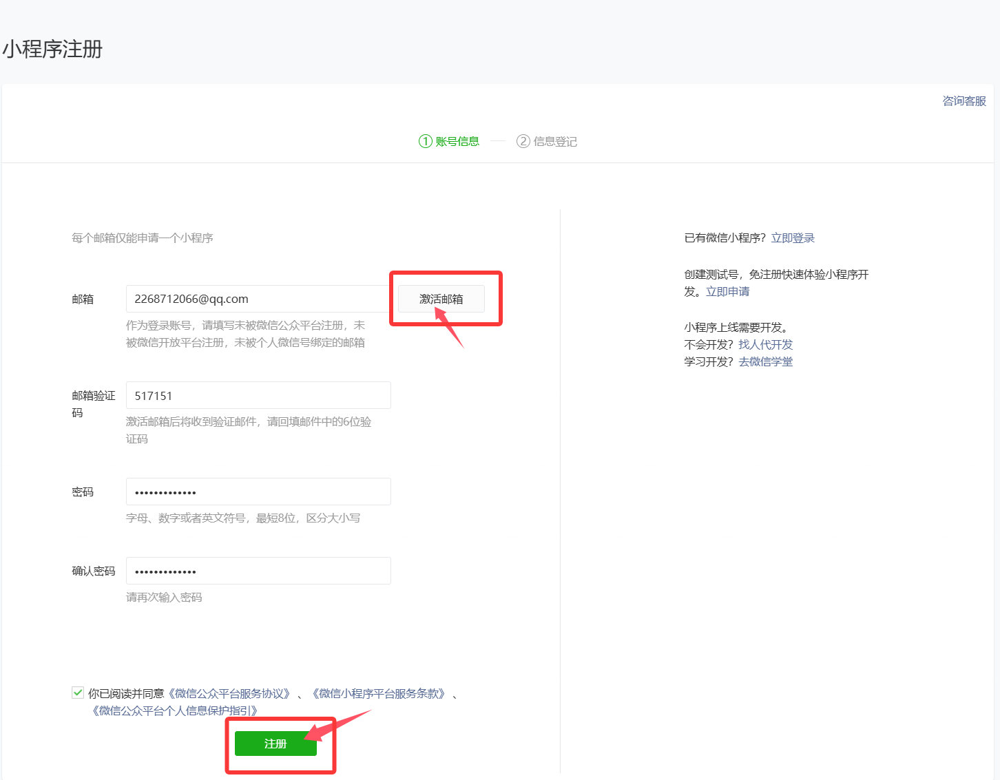 小程序注册
咨询客服
1 账号信息
2 信息登记
每个邮箱仅能申请一个小程序
邮箱
2268712066@qq.com
激活邮箱
作为登录账号，请填写未被微信公众平台注册，未
被微信开放平台注册，未被个人微信号绑定的邮箱
邮箱验证
码
517151
激活邮箱后将收到验证邮件，请回填邮件中的6位验
证码
密码
•••••••••••••
字母、数字或者英文符号，最短8位，区分大小写
确认密码
•••••••••••••
请再次输入密码
你已阅读并同意《微信公众平台服务协议》 、 《微信小程序平台服务条款》 、
《微信公众平台个人信息保护指引》
注册
已有微信小程序？立即登录
创建测试号，免注册快速体验小程序开
发。立即申请
小程序上线需要开发。
不会开发？找人代开发
学习开发？去微信学堂